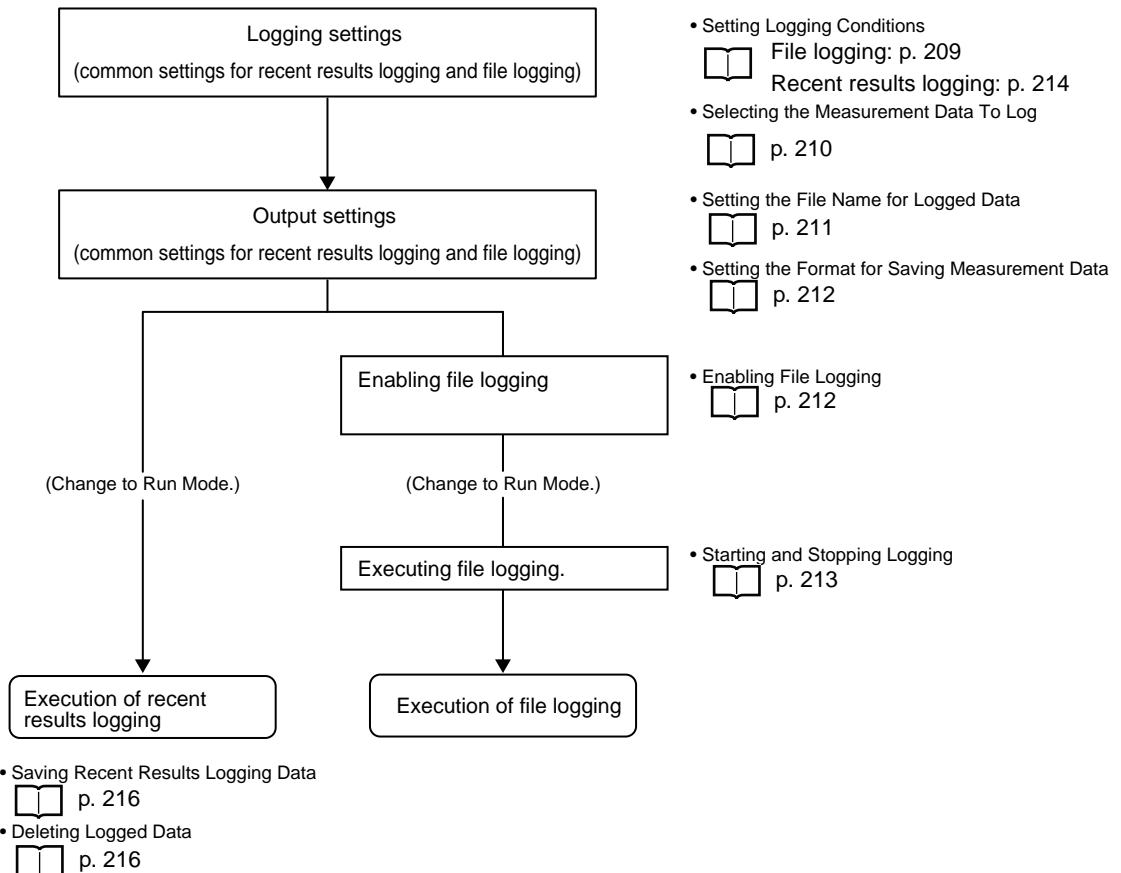 Logging settings
(common settings for recent results logging and file logging)
• Setting Logging Conditions
File logging: p. 209
Recent results logging: p. 214
• Selecting the Measurement Data To Log
p. 210
Output settings
(common settings for recent results logging and file logging)
• Setting the File Name for Logged Data
p. 211
• Setting the Format for Saving Measurement Data
p. 212
Enabling file logging
• Enabling File Logging
p. 212
(Change to Run Mode.)
(Change to Run Mode.)
Executing file logging.
• Starting and Stopping Logging
p. 213
Execution of recent
results logging
Execution of file logging
• Saving Recent Results Logging Data
p. 216
• Deleting Logged Data
p. 216